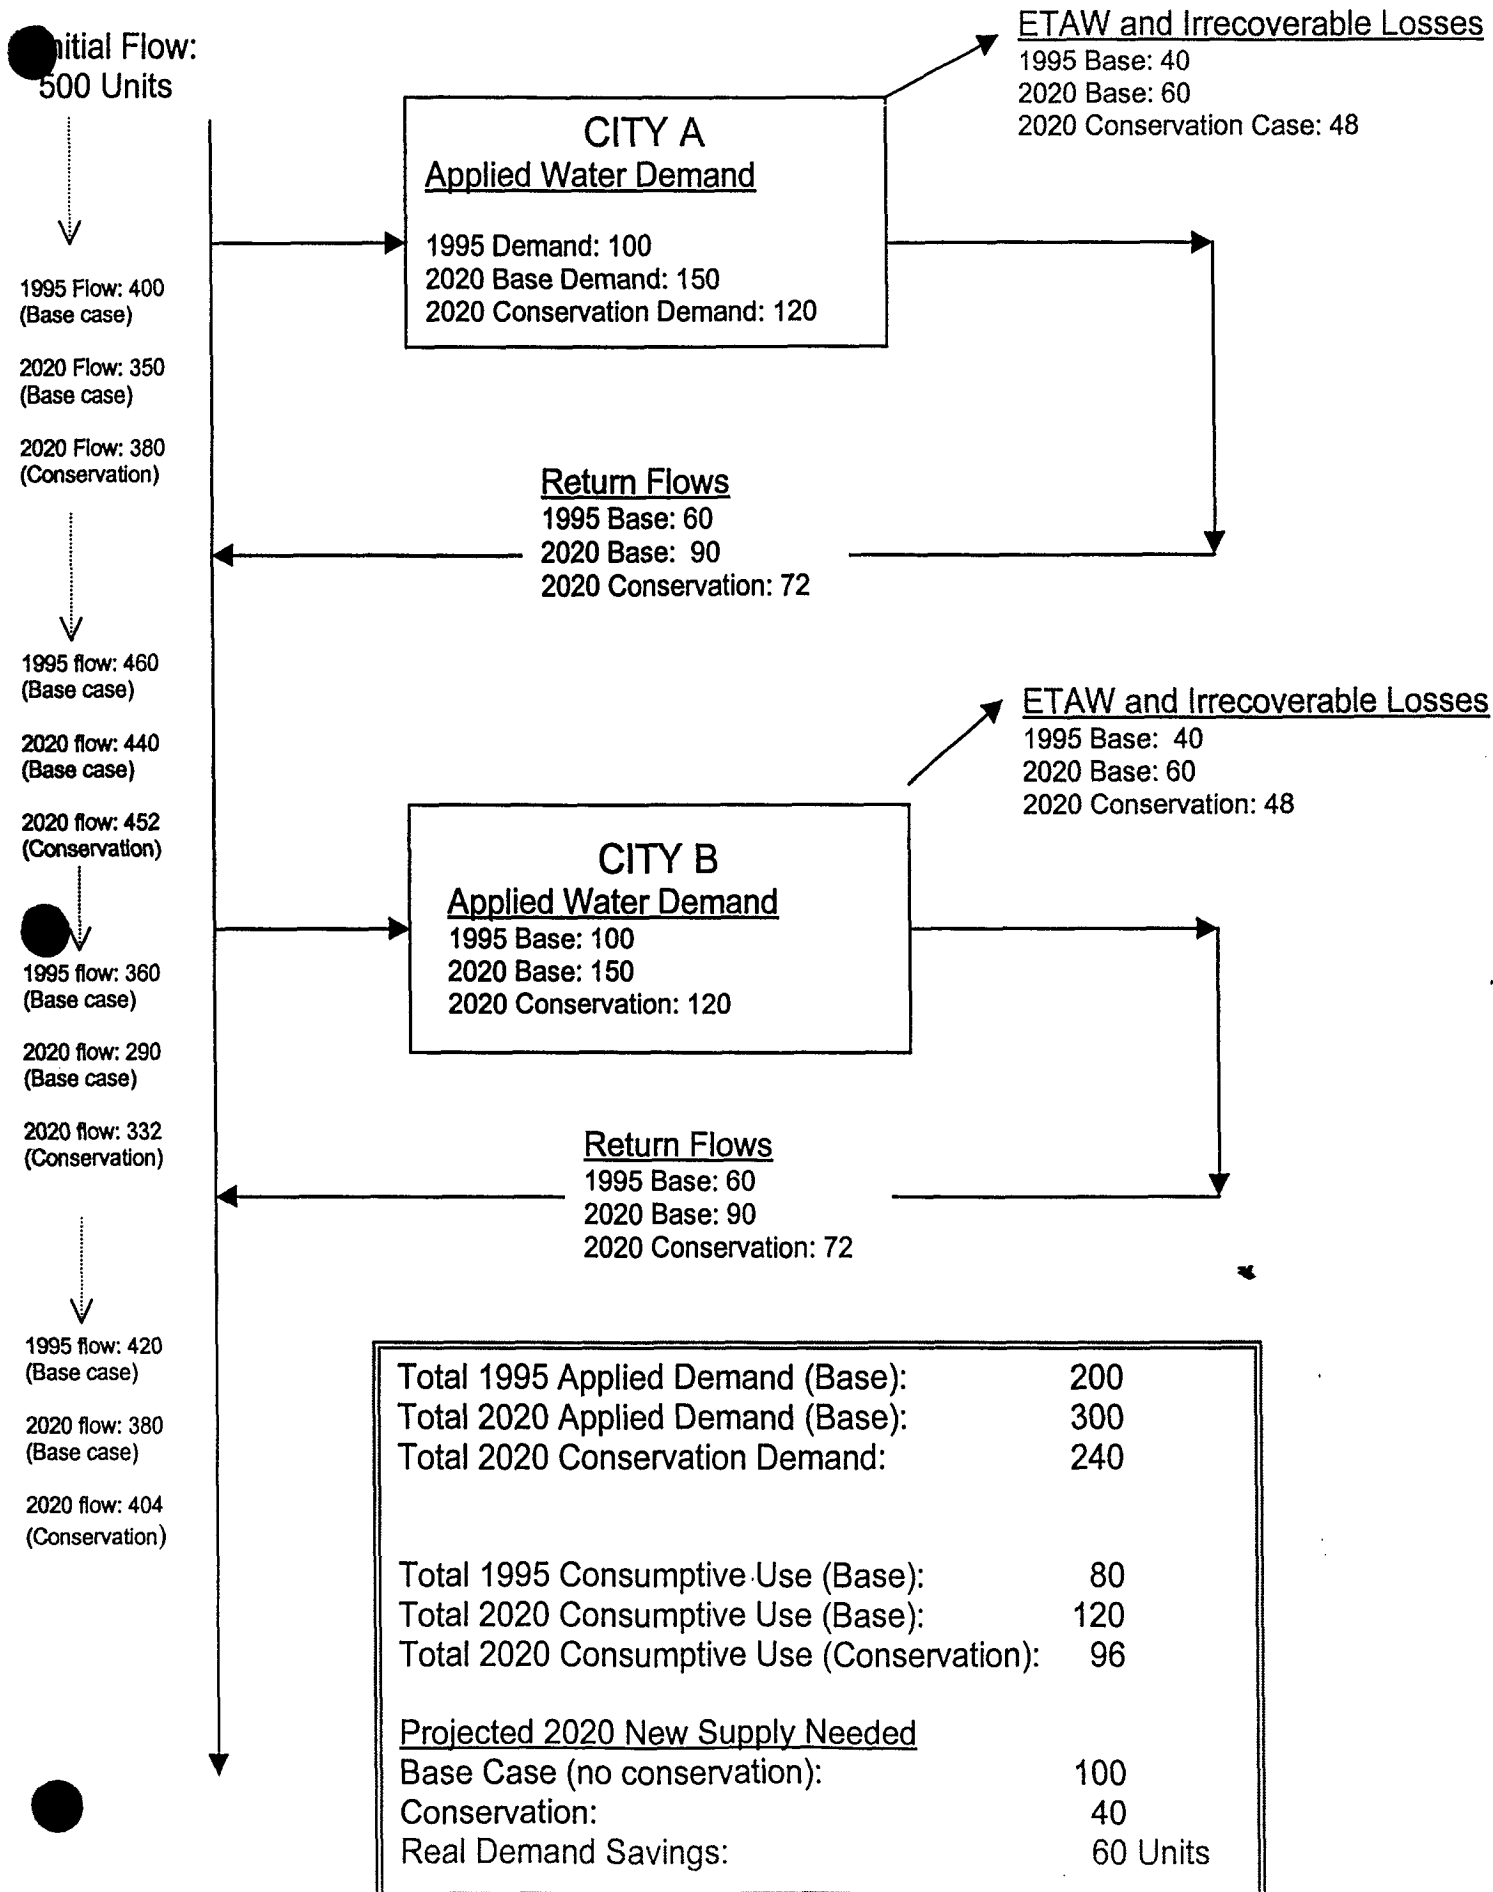 nitial Flow:
500 Units
ETAW and Irrecoverable Losses
1995 Base: 40
2020 Base: 60
2020 Conservation Case: 48
CITY A
Applied Water Demand
1995 Demand: 100
2020 Base Demand: 150
2020 Conservation Demand: 120
1995 Flow: 400
(Base case)
2020 Flow: 350
(Base case)
2020 Flow: 380
(Conservation)
Return Flows
1995 Base: 60
2020 Base: 90
2020 Conservation: 72
1995 flow: 460
(Base case)
2020 flow: 440
(Base case)
2020 flow: 452
(Conservation)
ETAW and Irrecoverable Losses
1995 Base: 40
2020 Base: 60
2020 Conservation: 48
CITY B
Applied Water Demand
1995 Base: 100
2020 Base: 150
2020 Conservation: 120
1995 flow: 360
(Base case)
2020 flow: 290
(Base case)
2020 flow: 332
(Conservation)
Return Flows
1995 Base: 60
2020 Base: 90
2020 Conservation: 72
1995 flow: 420
(Base case)
2020 flow: 380
(Base case)
2020 flow: 404
(Conservation)
Total 1995 Applied Demand (Base): 200
Total 2020 Applied Demand (Base): 300
Total 2020 Conservation Demand: 240
Total 1995 Consumptive Use (Base): 80
Total 2020 Consumptive Use (Base): 120
Total 2020 Consumptive Use (Conservation): 96
Projected 2020 New Supply Needed
Base Case (no conservation): 100
Conservation: 40
Real Demand Savings: 60 Units